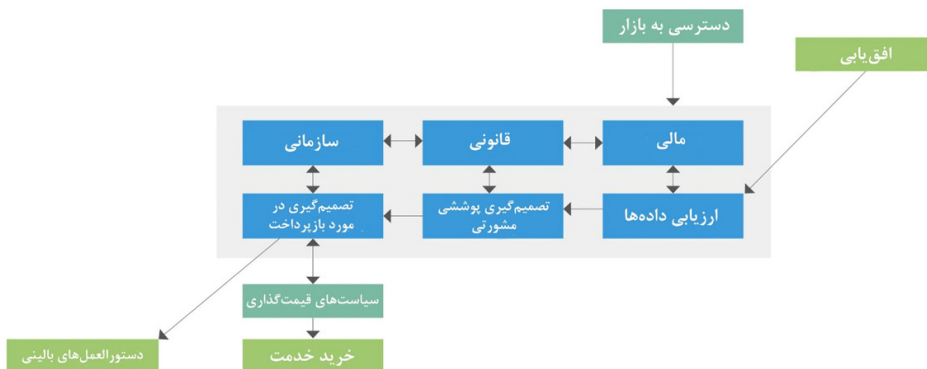 دسترسی به بازار
افق‌یابی
مالی
قانونی
سازمانی
ارزیابی داده‌ها
تصمیم‌گیری پوششی
مشورتی
تصمیم‌گیری در
مورد بازپرداخت
سیاست‌های قیمت‌گذاری
خرید خدمت
دستورالعمل‌های بالینی